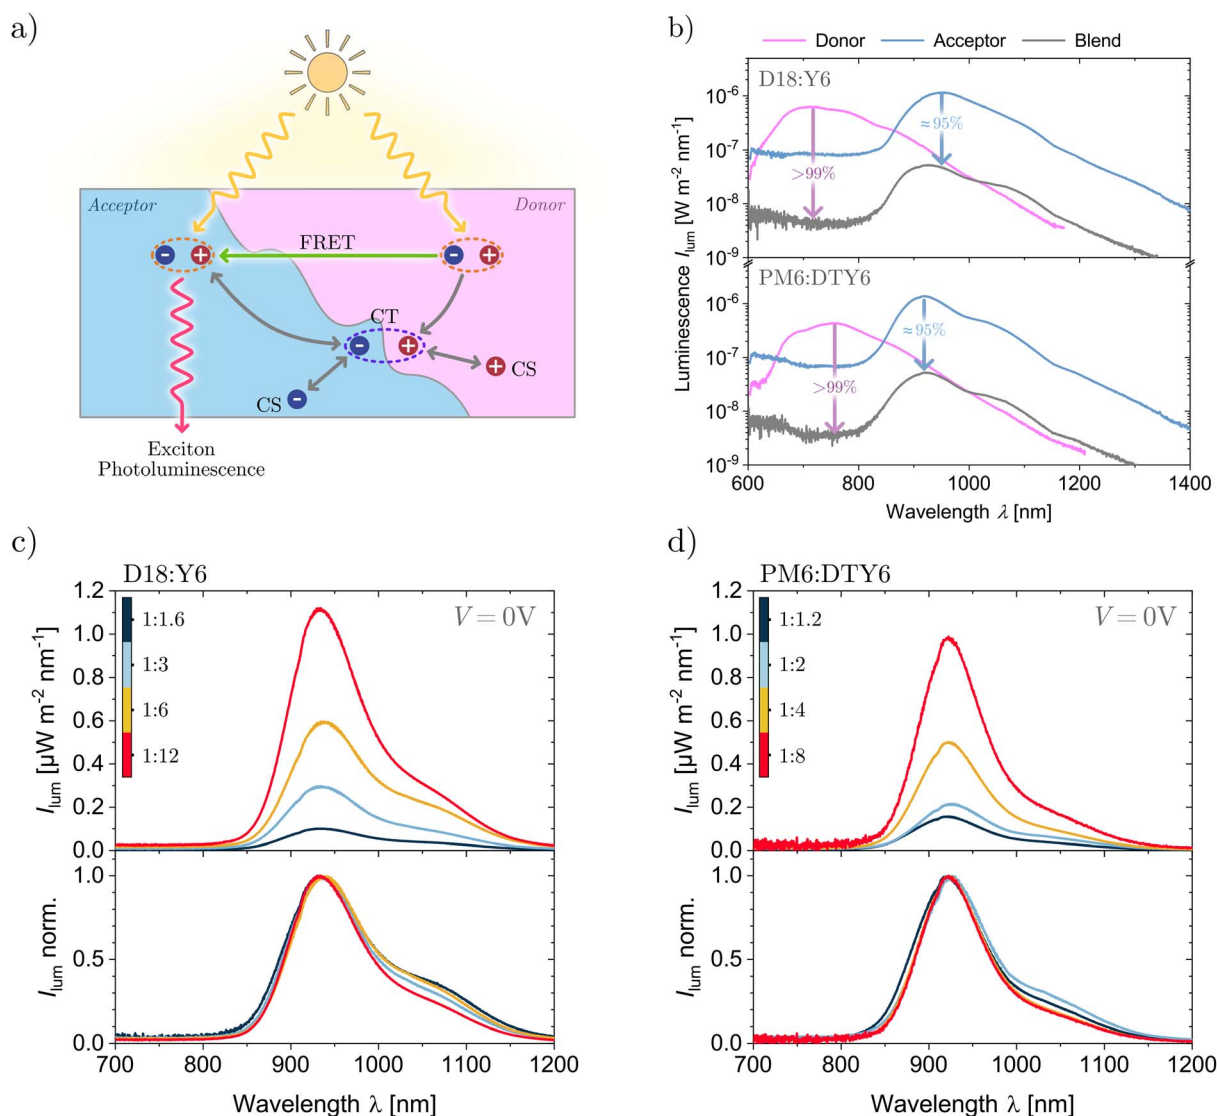 a)
Acceptor
Donor
FRET
CT
CS
CS
Exciton
Photoluminescence
b)
Donor
Acceptor
Blend
D18:Y6
≈95%
>99%
10^-6
10^-7
10^-8
10^-9
PM6:DTY6
≈95%
>99%
10^-6
10^-7
10^-8
10^-9
Luminescence I_lum [W m^-2 nm^-1]
600 800 1000 1200 1400
Wavelength λ [nm]
c)
D18:Y6
V = 0V
1:1.6
1:3
1:6
1:12
1.2
1.0
0.8
0.6
0.4
0.2
0.0
I_lum [µW m^-2 nm^-1]
1.0
0.5
0.0
I_lum norm.
700 800 900 1000 1100 1200
Wavelength λ [nm]
d)
PM6:DTY6
V = 0V
1:1.2
1:2
1:4
1:8
1.2
1.0
0.8
0.6
0.4
0.2
0.0
I_lum [µW m^-2 nm^-1]
1.0
0.5
0.0
I_lum norm.
700 800 900 1000 1100 1200
Wavelength λ [nm]